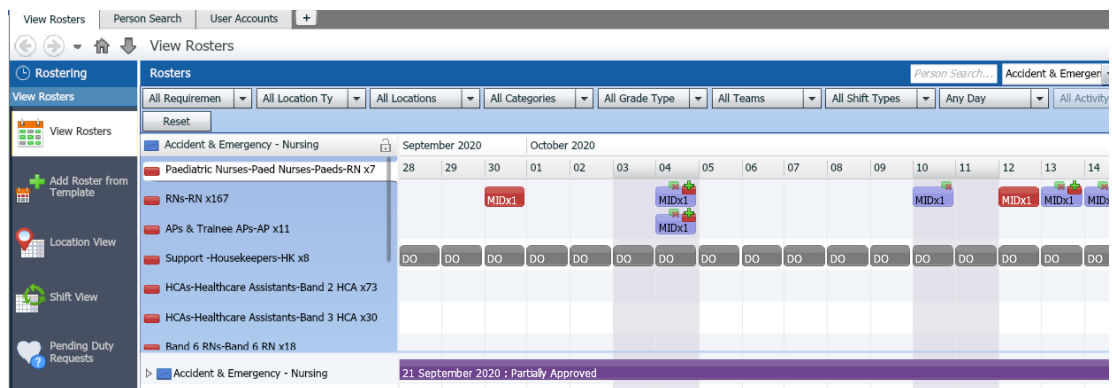 View Rosters Person Search User Accounts +
View Rosters
Rostering
View Rosters
View Rosters
Add Roster from
Template
Location View
Shift View
Pending Duty
Requests
Rosters Person Search... Accident & Emergen
All Requiremen All Location Ty All Locations All Categories All Grade Type All Teams All Shift Types Any Day All Activity
Reset
Accident & Emergency - Nursing September 2020 October 2020
Paediatric Nurses-Paed Nurses-Paeds-RN x7 28 29 30 01 02 03 04 05 06 07 08 09 10 11 12 13 14
RNs-RN x167 MIDx1 MIDx1 MIDx1 MIDx1 MIDx1 MIDx
APs & Trainee APs-AP x11 MIDx1
Support -Housekeepers-HK x8 DO DO DO DO DO DO DO DO DO DO DO DO DO DO DO DO DO
HCAs-Healthcare Assistants-Band 2 HCA x73
HCAs-Healthcare Assistants-Band 3 HCA x30
Band 6 RNs-Band 6 RN x18
Accident & Emergency - Nursing 21 September 2020 : Partially Approved